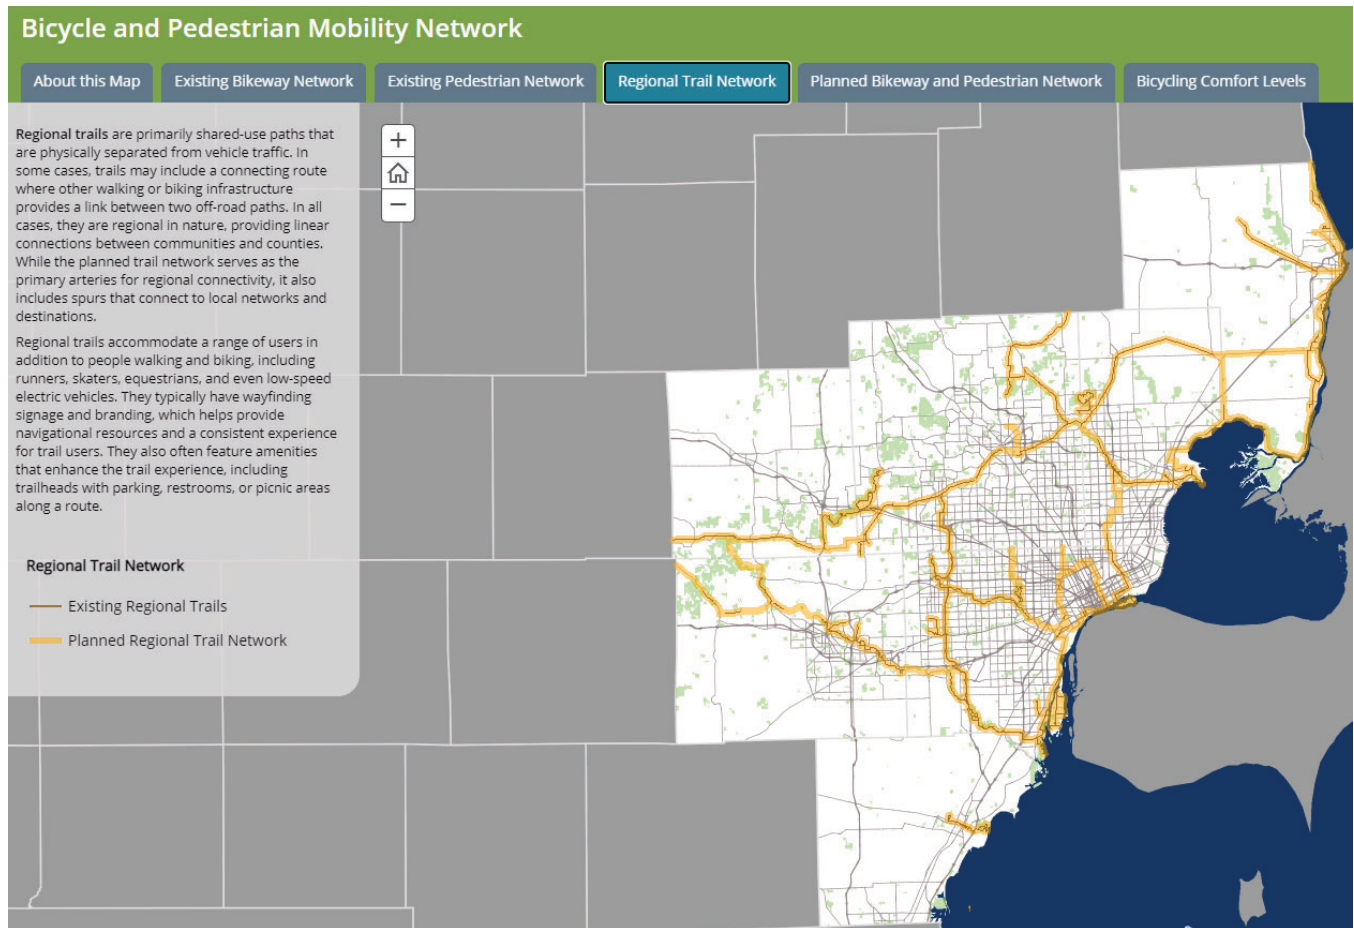 Bicycle and Pedestrian Mobility Network
About this Map
Existing Bikeway Network
Existing Pedestrian Network
Regional Trail Network
Planned Bikeway and Pedestrian Network
Bicycling Comfort Levels
Regional trails are primarily shared-use paths that
are physically separated from vehicle traffic. In
some cases, trails may include a connecting route
where other walking or biking infrastructure
provides a link between two off-road paths. In all
cases, they are regional in nature, providing linear
connections between communities and counties.
While the planned trail network serves as the
primary arteries for regional connectivity, it also
includes spurs that connect to local networks and
destinations.
Regional trails accommodate a range of users in
addition to people walking and biking, including
runners, skaters, equestrians, and even low-speed
electric vehicles. They typically have wayfinding
signage and branding, which helps provide
navigational resources and a consistent experience
for trail users. They also often feature amenities
that enhance the trail experience, including
trailheads with parking, restrooms, or picnic areas
along a route.
Regional Trail Network
Existing Regional Trails
Planned Regional Trail Network
+
−